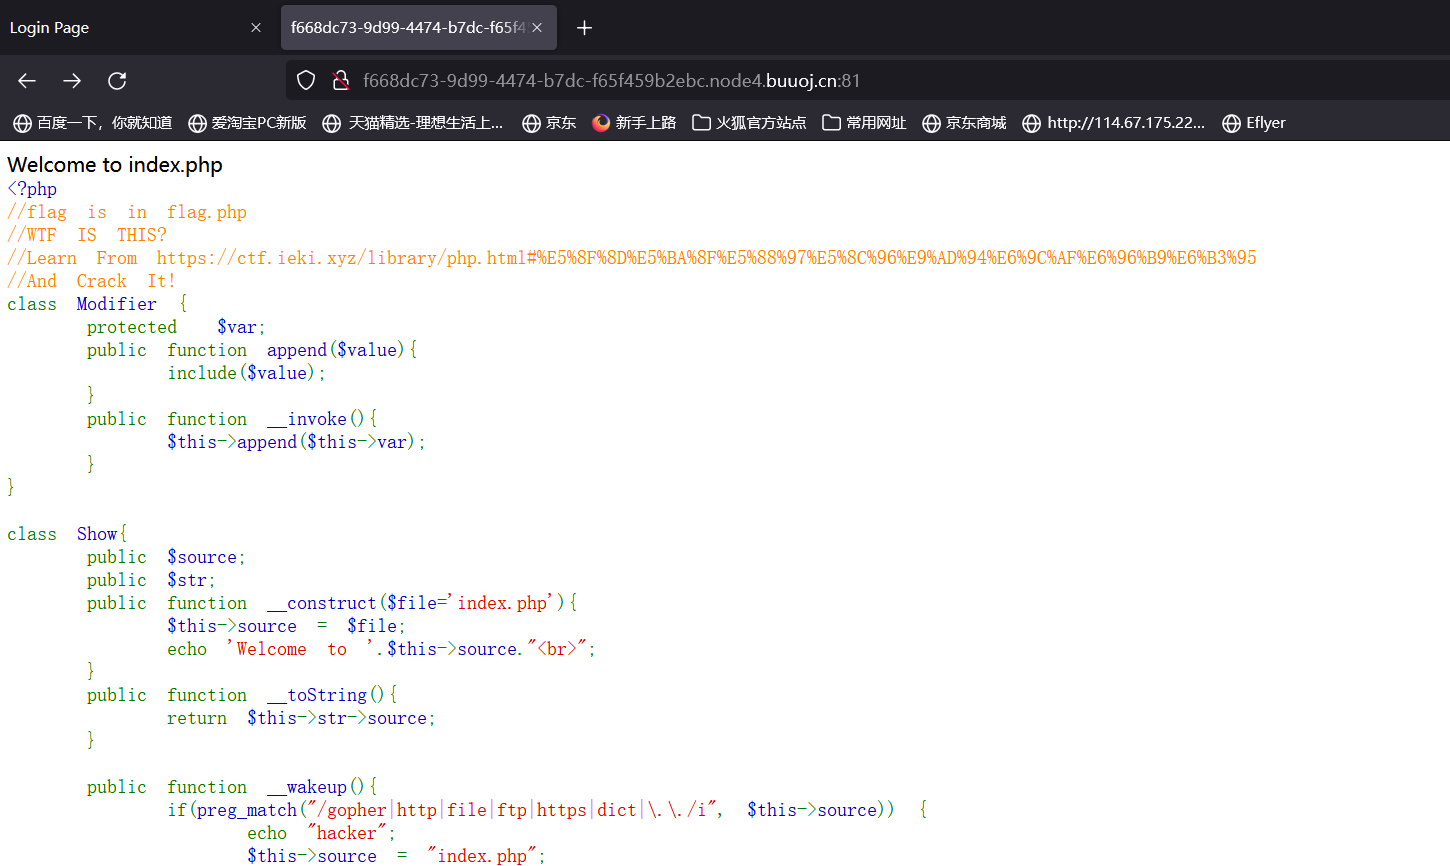 Login Page
f668dc73-9d99-4474-b7dc-f65f4
f668dc73-9d99-4474-b7dc-f65f459b2ebc.node4.buuoj.cn:81
百度一下，你就知道 爱淘宝PC新版 天猫精选-理想生活上... 京东 新手上路 火狐官方站点 常用网址 京东商城 http://114.67.175.22... Eflyer
Welcome to index.php
<?php
//flag is in flag.php
//WTF IS THIS?
//Learn From https://ctf.ieki.xyz/library/php.html#%E5%8F%8D%E5%BA%8F%E5%88%97%E5%8C%96%E9%AD%94%E6%9C%AF%E6%96%B9%E6%B3%95
//And Crack It!
class Modifier {
protected $var;
public function append($value){
include($value);
}
public function __invoke(){
$this->append($this->var);
}
}
class Show{
public $source;
public $str;
public function __construct($file='index.php'){
$this->source = $file;
echo 'Welcome to '.$this->source."<br>";
}
public function __toString(){
return $this->str->source;
}
public function __wakeup(){
if(preg_match("/gopher|http|file|ftp|https|dict|\.\./i", $this->source)) {
echo "hacker";
$this->source = "index.php";